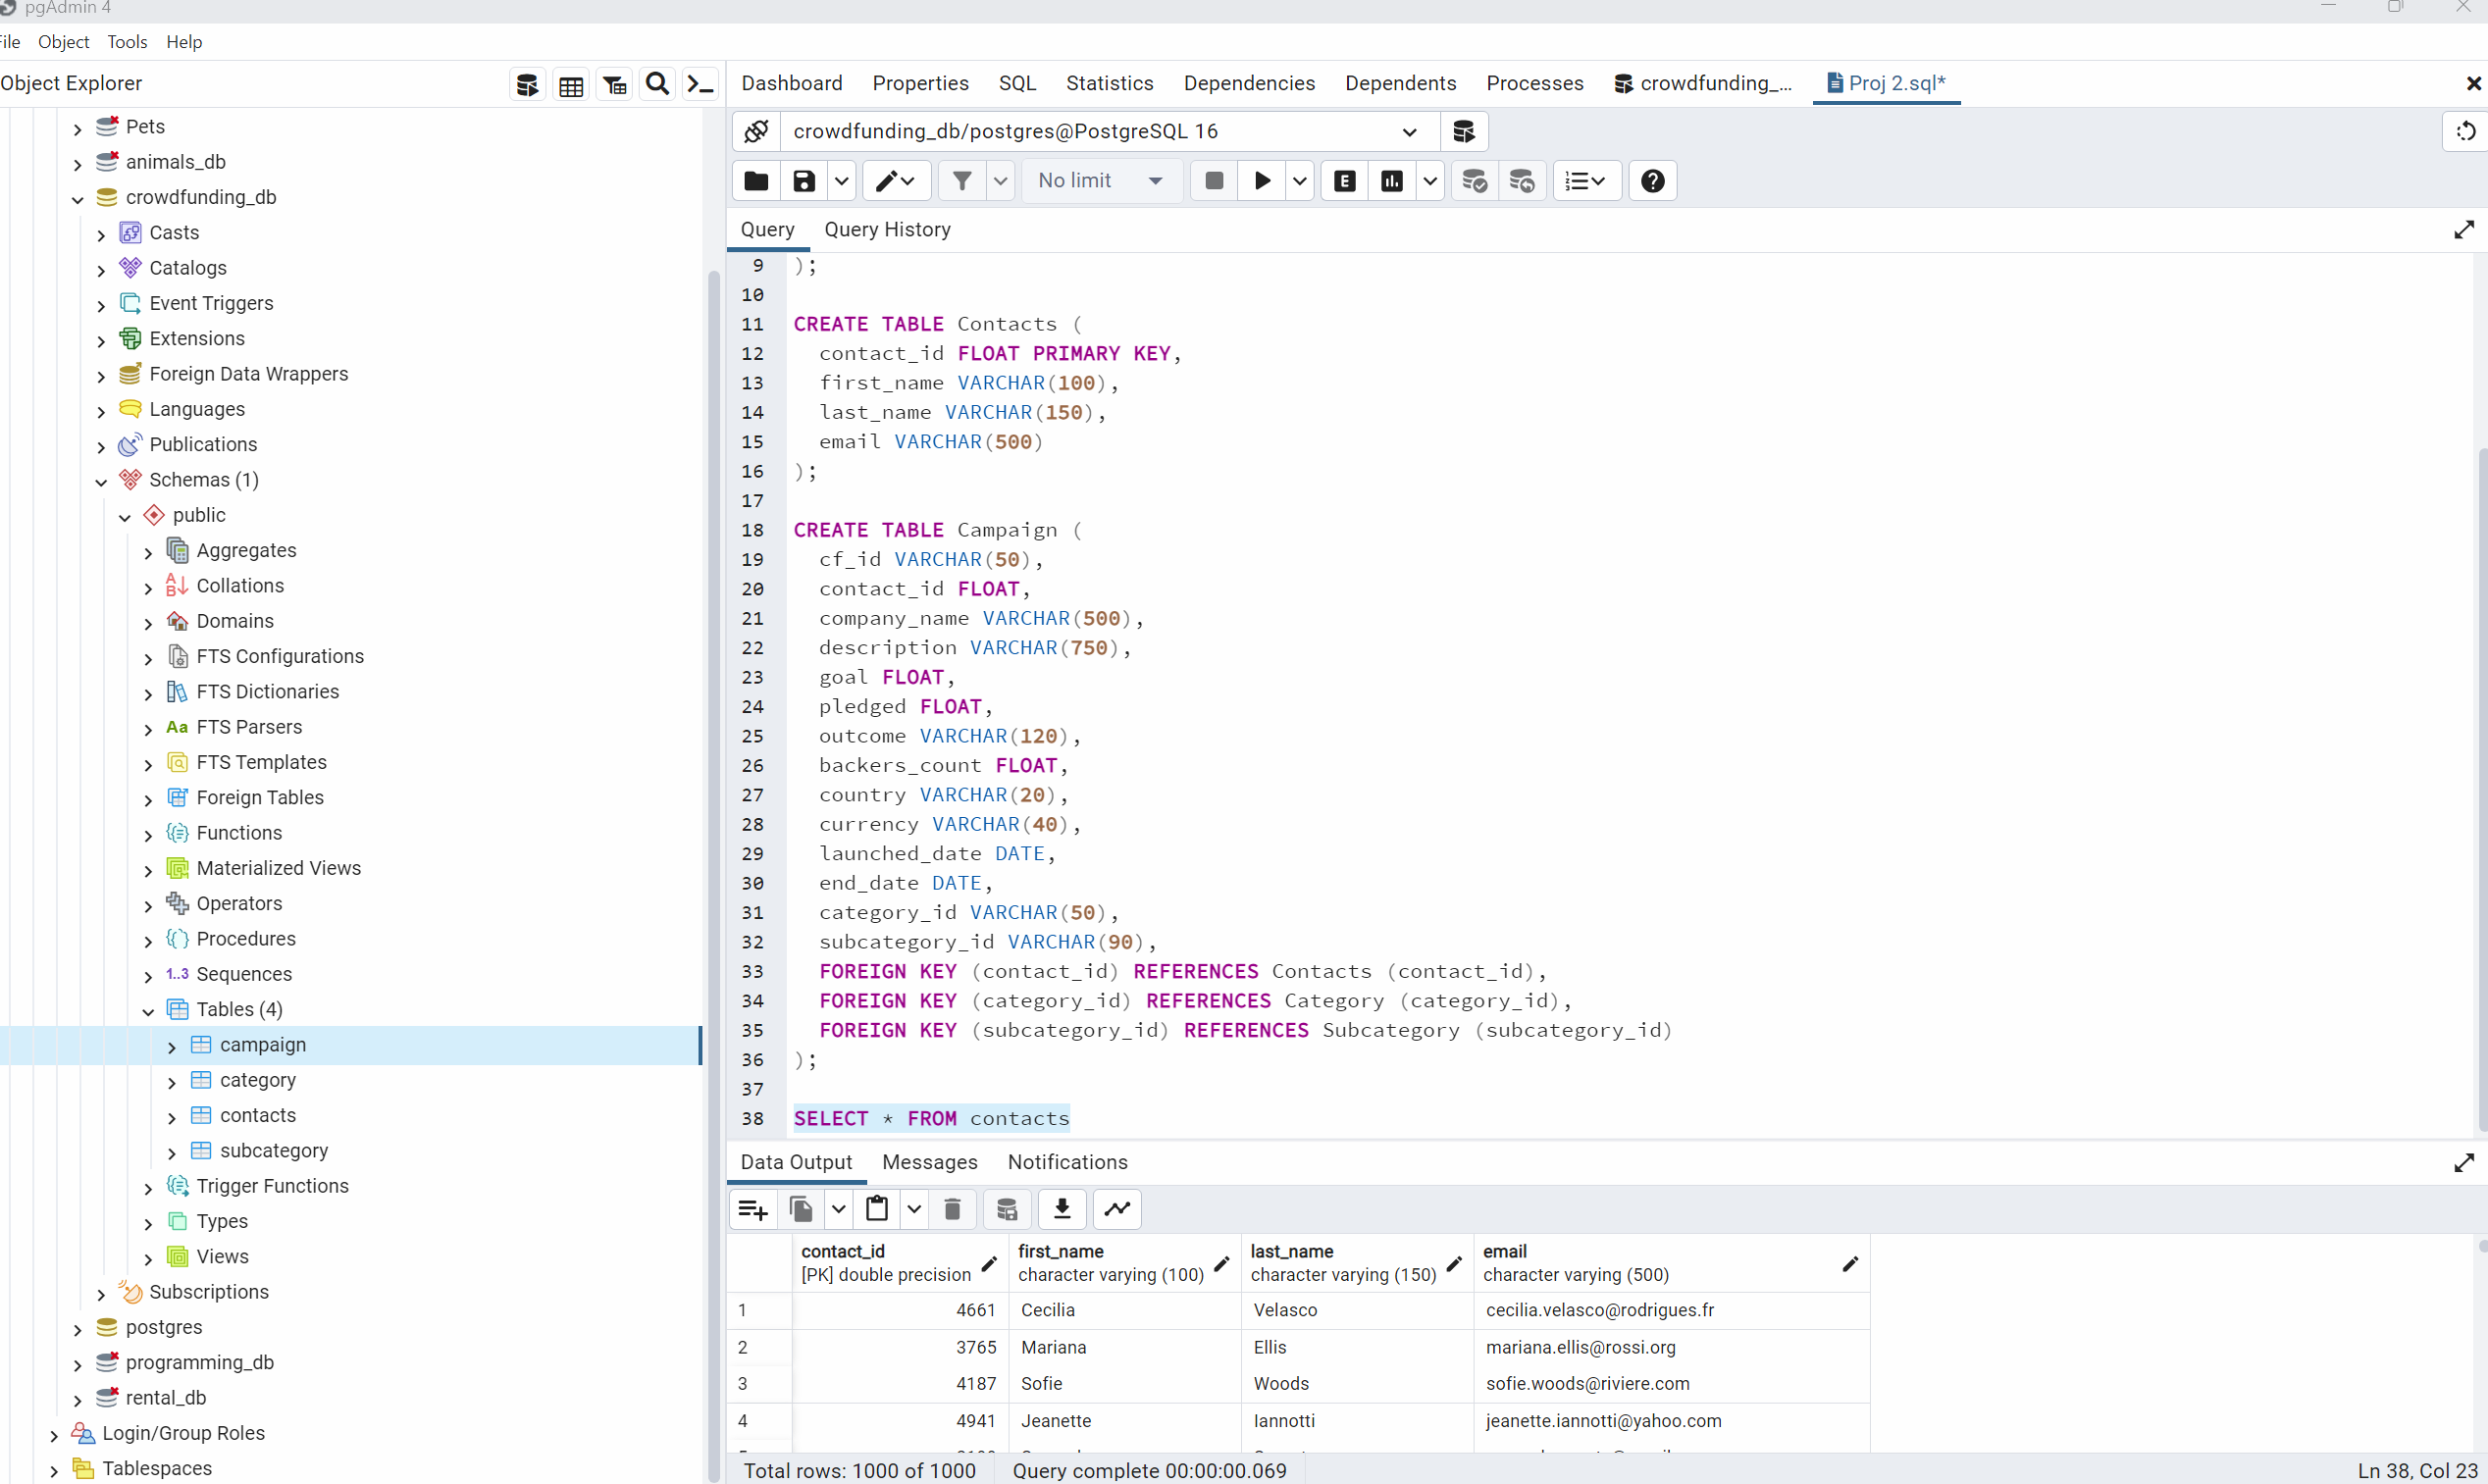 pgAdmin 4
File Object Tools Help
Object Explorer
Dashboard Properties SQL Statistics Dependencies Dependents Processes crowdfunding_... Proj 2.sql*
Pets
animals_db
crowdfunding_db
Casts
Catalogs
Event Triggers
Extensions
Foreign Data Wrappers
Languages
Publications
Schemas (1)
public
Aggregates
Collations
Domains
FTS Configurations
FTS Dictionaries
Aa FTS Parsers
FTS Templates
Foreign Tables
Functions
Materialized Views
Operators
Procedures
1..3 Sequences
Tables (4)
campaign
category
contacts
subcategory
Trigger Functions
Types
Views
Subscriptions
postgres
programming_db
rental_db
Login/Group Roles
Tablespaces
crowdfunding_db/postgres@PostgreSQL 16
No limit
E
Query Query History
9 );
10
11 CREATE TABLE Contacts (
12 contact_id FLOAT PRIMARY KEY,
13 first_name VARCHAR(100),
14 last_name VARCHAR(150),
15 email VARCHAR(500)
16 );
17
18 CREATE TABLE Campaign (
19 cf_id VARCHAR(50),
20 contact_id FLOAT,
21 company_name VARCHAR(500),
22 description VARCHAR(750),
23 goal FLOAT,
24 pledged FLOAT,
25 outcome VARCHAR(120),
26 backers_count FLOAT,
27 country VARCHAR(20),
28 currency VARCHAR(40),
29 launched_date DATE,
30 end_date DATE,
31 category_id VARCHAR(50),
32 subcategory_id VARCHAR(90),
33 FOREIGN KEY (contact_id) REFERENCES Contacts (contact_id),
34 FOREIGN KEY (category_id) REFERENCES Category (category_id),
35 FOREIGN KEY (subcategory_id) REFERENCES Subcategory (subcategory_id)
36 );
37
38 SELECT * FROM contacts
Data Output Messages Notifications
contact_id first_name last_name email
[PK] double precision character varying (100) character varying (150) character varying (500)
1 4661 Cecilia Velasco cecilia.velasco@rodrigues.fr
2 3765 Mariana Ellis mariana.ellis@rossi.org
3 4187 Sofie Woods sofie.woods@riviere.com
4 4941 Jeanette Iannotti jeanette.iannotti@yahoo.com
Total rows: 1000 of 1000 Query complete 00:00:00.069 Ln 38, Col 23